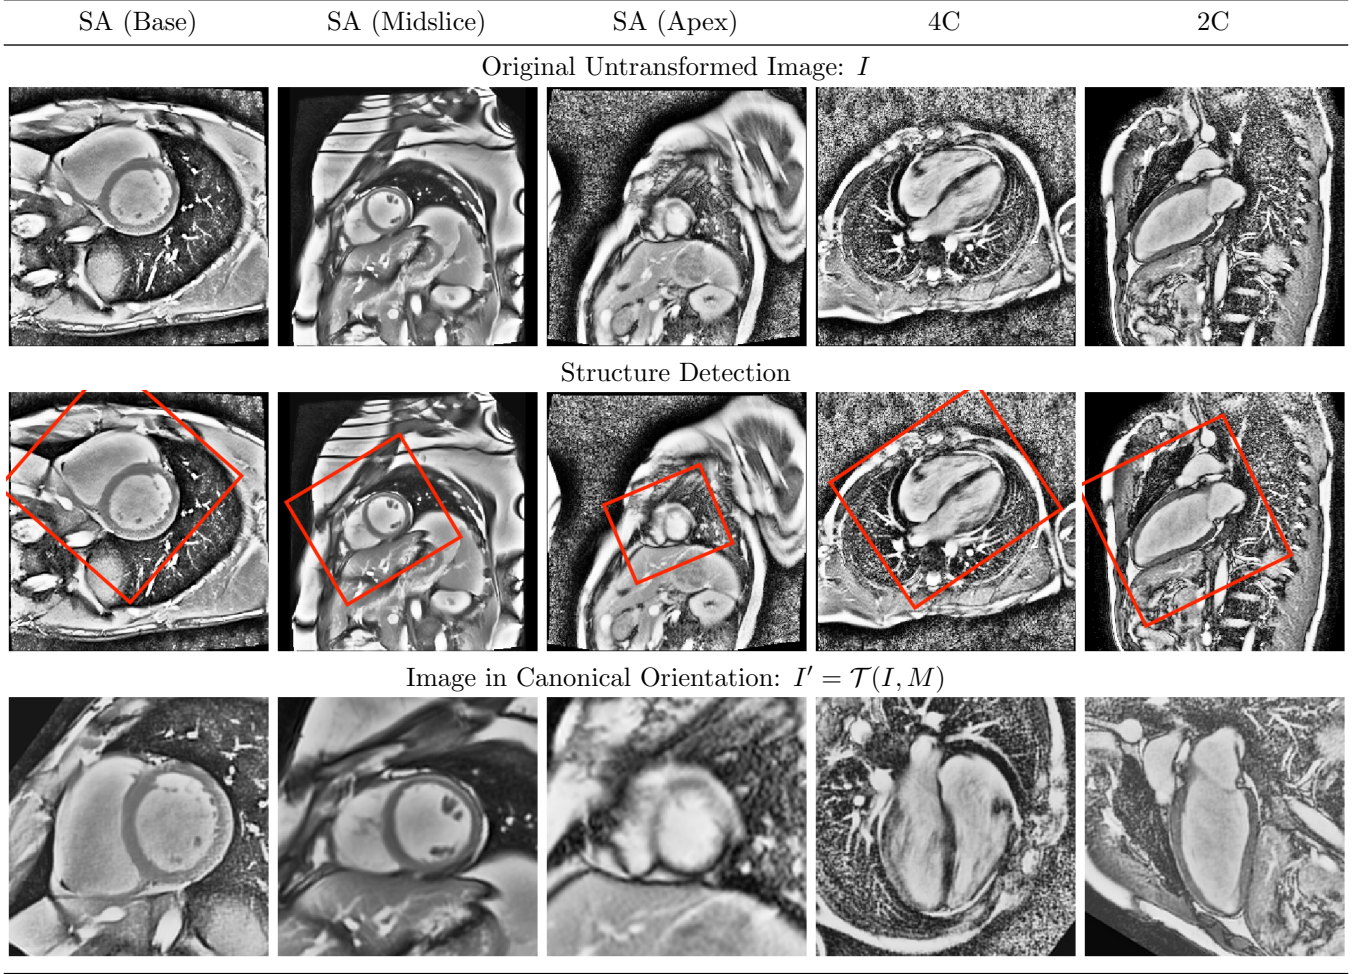 SA (Base) SA (Midslice) SA (Apex) 4C 2C
Original Untransformed Image: I
Structure Detection
Image in Canonical Orientation: I′ = 𝒯(I, M)